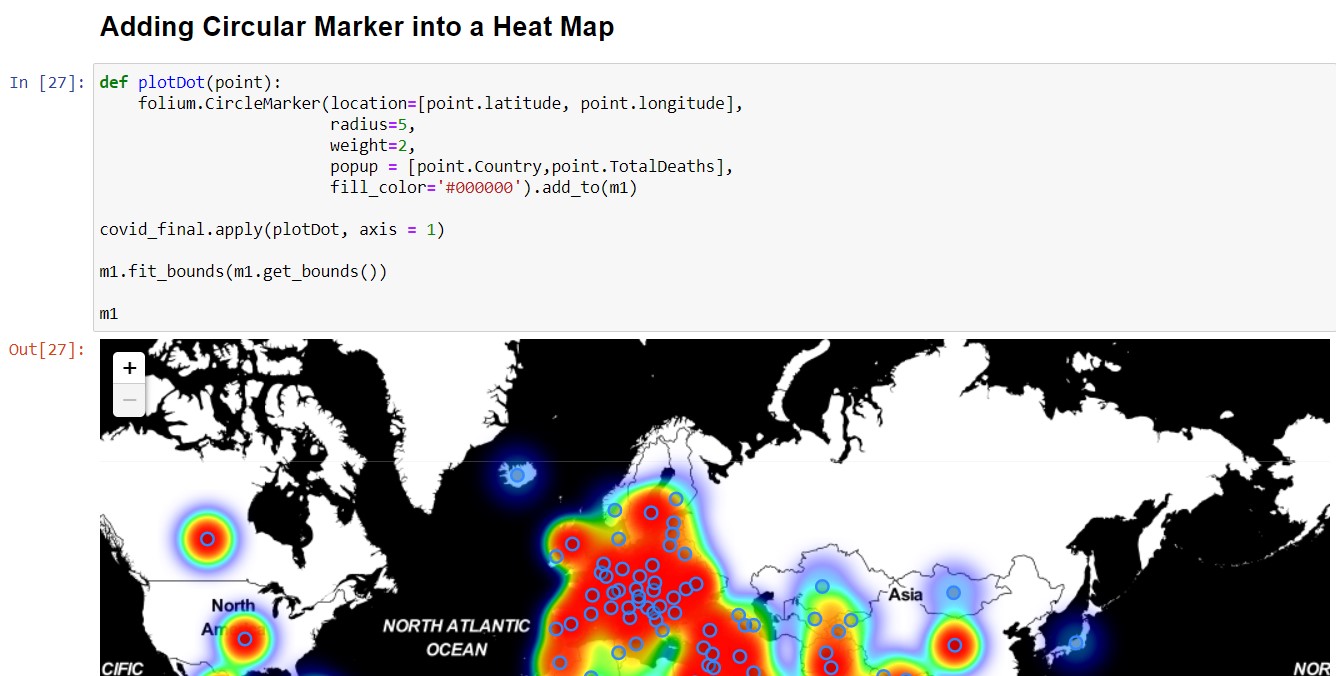 Adding Circular Marker into a Heat Map
In [27]:
def plotDot(point):
    folium.CircleMarker(location=[point.latitude, point.longitude],
                        radius=5,
                        weight=2,
                        popup = [point.Country,point.TotalDeaths],
                        fill_color='#000000').add_to(m1)
covid_final.apply(plotDot, axis = 1)
m1.fit_bounds(m1.get_bounds())
m1
Out[27]:
+
−
North
Asia
NORTH ATLANTIC
OCEAN
CIFIC
NOR